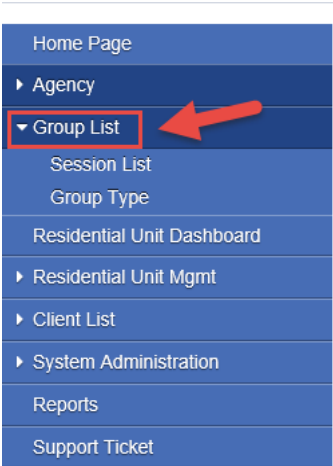 Home Page
Agency
Group List
Session List
Group Type
Residential Unit Dashboard
Residential Unit Mgmt
Client List
System Administration
Reports
Support Ticket